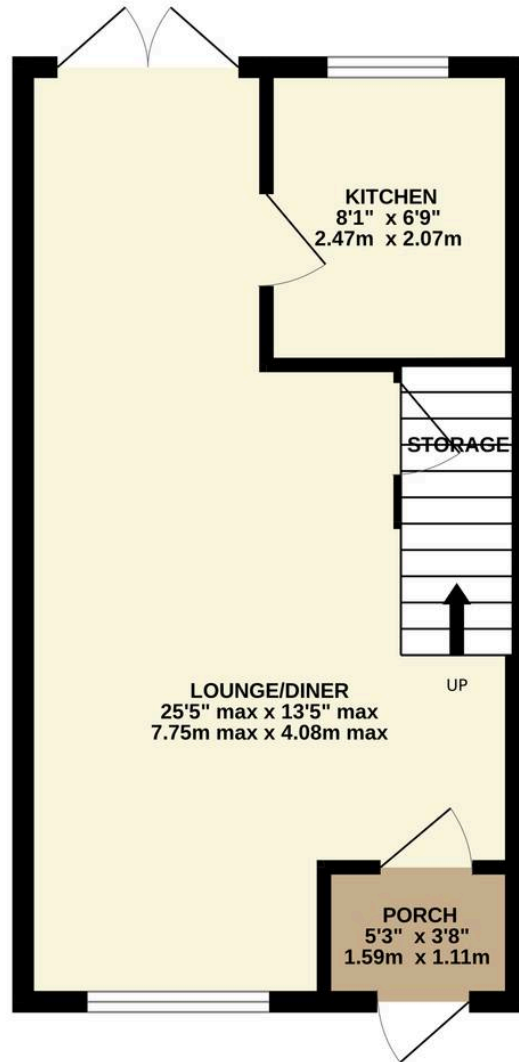 KITCHEN
8'1" x 6'9"
2.47m x 2.07m
STORAGE
UP
LOUNGE/DINER
25'5" max x 13'5" max
7.75m max x 4.08m max
PORCH
5'3" x 3'8"
1.59m x 1.11m